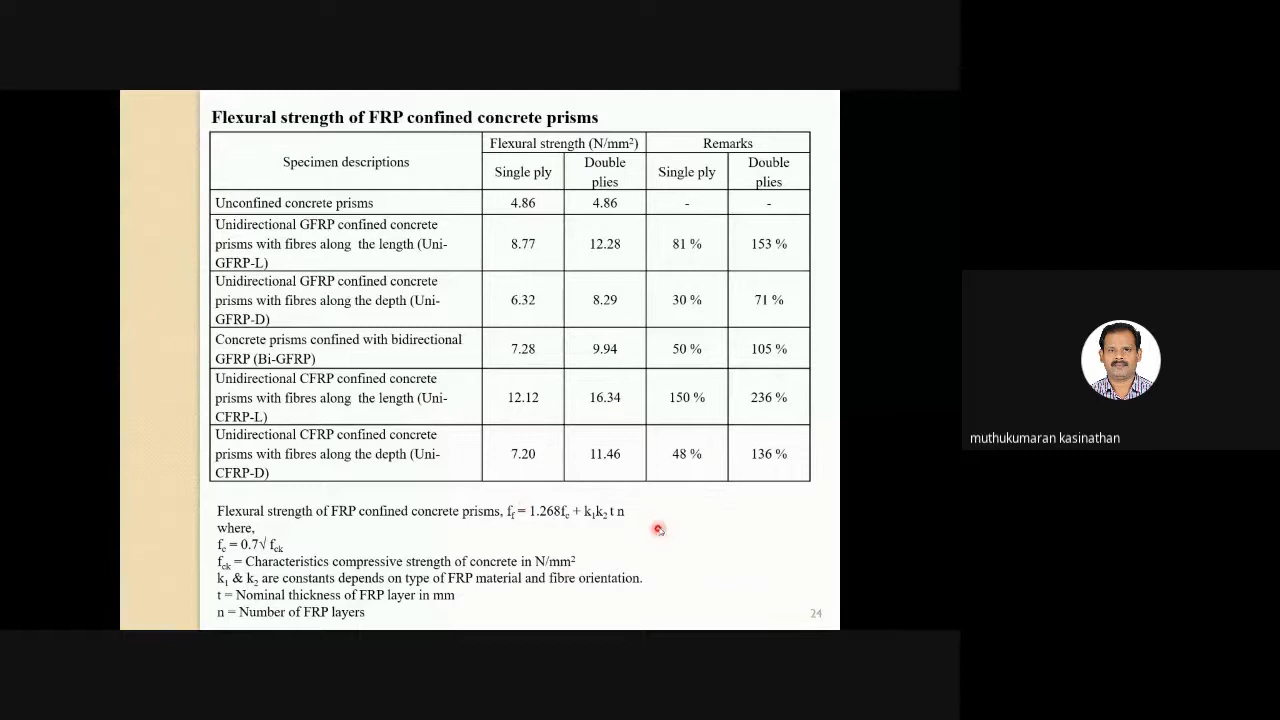 Flexural strength of FRP confined concrete prisms
Specimen descriptions
Flexural strength (N/mm²)
Remarks
Single ply
Double
plies
Single ply
Double
plies
Unconfined concrete prisms
4.86
4.86
-
-
Unidirectional GFRP confined concrete
prisms with fibres along the length (Uni-
GFRP-L)
8.77
12.28
81 %
153 %
Unidirectional GFRP confined concrete
prisms with fibres along the depth (Uni-
GFRP-D)
6.32
8.29
30 %
71 %
Concrete prisms confined with bidirectional
GFRP (Bi-GFRP)
7.28
9.94
50 %
105 %
Unidirectional CFRP confined concrete
prisms with fibres along the length (Uni-
CFRP-L)
12.12
16.34
150 %
236 %
Unidirectional CFRP confined concrete
prisms with fibres along the depth (Uni-
CFRP-D)
7.20
11.46
48 %
136 %
Flexural strength of FRP confined concrete prisms, f_f = 1.268f_c + k₁k₂ t n
where,
f_c = 0.7√ f_ck
f_ck = Characteristics compressive strength of concrete in N/mm²
k₁ & k₂ are constants depends on type of FRP material and fibre orientation.
t = Nominal thickness of FRP layer in mm
n = Number of FRP layers
24
muthukumaran kasinathan